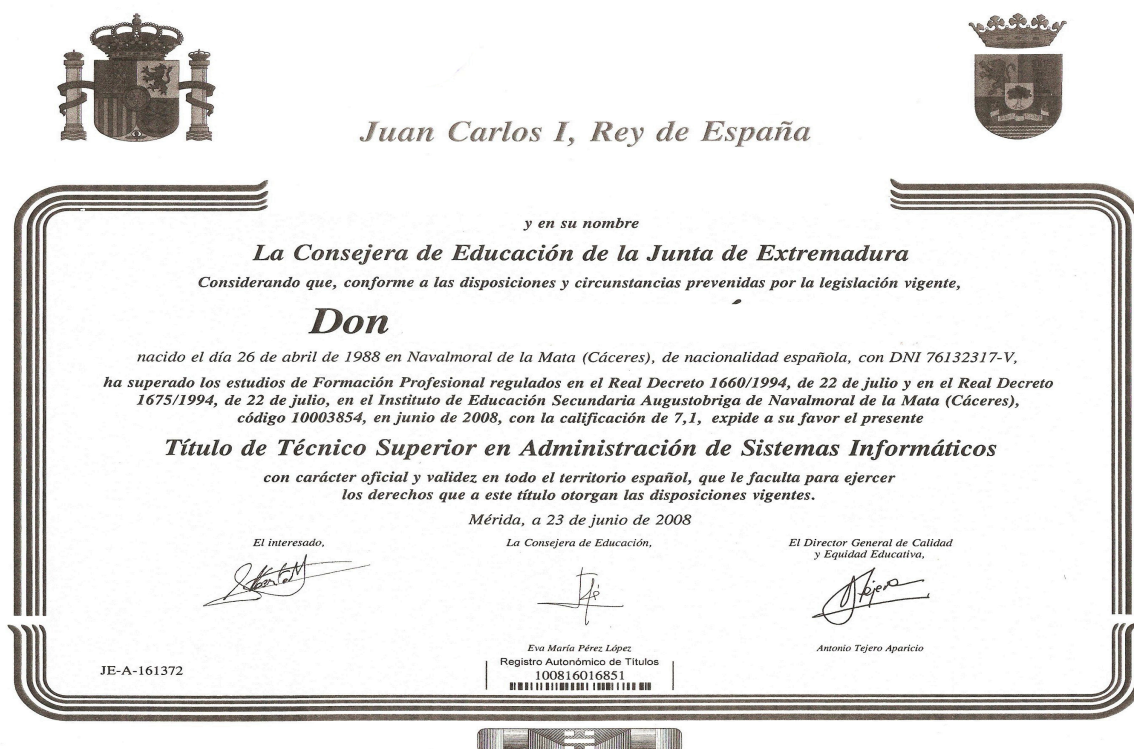 Juan Carlos I, Rey de España
y en su nombre
La Consejera de Educación de la Junta de Extremadura
Considerando que, conforme a las disposiciones y circunstancias prevenidas por la legislación vigente,
Don
nacido el día 26 de abril de 1988 en Navalmoral de la Mata (Cáceres), de nacionalidad española, con DNI 76132317-V,
ha superado los estudios de Formación Profesional regulados en el Real Decreto 1660/1994, de 22 de julio y en el Real Decreto
1675/1994, de 22 de julio, en el Instituto de Educación Secundaria Augustobriga de Navalmoral de la Mata (Cáceres),
código 10003854, en junio de 2008, con la calificación de 7,1, expide a su favor el presente
Título de Técnico Superior en Administración de Sistemas Informáticos
con carácter oficial y validez en todo el territorio español, que le faculta para ejercer
los derechos que a este título otorgan las disposiciones vigentes.
Mérida, a 23 de junio de 2008
El interesado,
La Consejera de Educación,
El Director General de Calidad
y Equidad Educativa,
Eva María Pérez López
Antonio Tejero Aparicio
JE-A-161372
Registro Autonómico de Títulos
100816016851